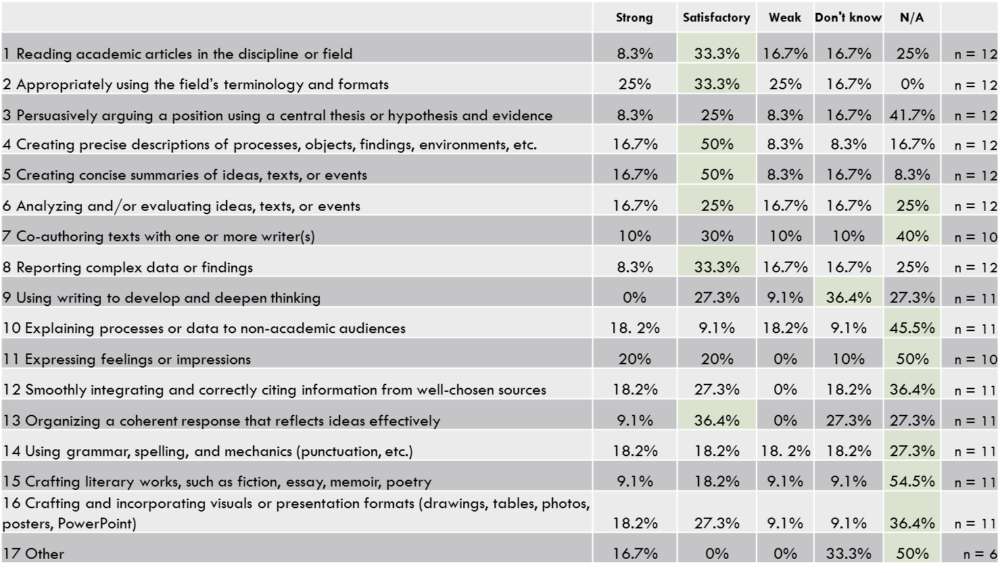 Strong Satisfactory Weak Don't know N/A
1 Reading academic articles in the discipline or field 8.3% 33.3% 16.7% 16.7% 25% n = 12
2 Appropriately using the field's terminology and formats 25% 33.3% 25% 16.7% 0% n = 12
3 Persuasively arguing a position using a central thesis or hypothesis and evidence 8.3% 25% 8.3% 16.7% 41.7% n = 12
4 Creating precise descriptions of processes, objects, findings, environments, etc. 16.7% 50% 8.3% 8.3% 16.7% n = 12
5 Creating concise summaries of ideas, texts, or events 16.7% 50% 8.3% 16.7% 8.3% n = 12
6 Analyzing and/or evaluating ideas, texts, or events 16.7% 25% 16.7% 16.7% 25% n = 12
7 Co-authoring texts with one or more writer(s) 10% 30% 10% 10% 40% n = 10
8 Reporting complex data or findings 8.3% 33.3% 16.7% 16.7% 25% n = 12
9 Using writing to develop and deepen thinking 0% 27.3% 9.1% 36.4% 27.3% n = 11
10 Explaining processes or data to non-academic audiences 18. 2% 9.1% 18.2% 9.1% 45.5% n = 11
11 Expressing feelings or impressions 20% 20% 0% 10% 50% n = 10
12 Smoothly integrating and correctly citing information from well-chosen sources 18.2% 27.3% 0% 18.2% 36.4% n = 11
13 Organizing a coherent response that reflects ideas effectively 9.1% 36.4% 0% 27.3% 27.3% n = 11
14 Using grammar, spelling, and mechanics (punctuation, etc.) 18.2% 18.2% 18. 2% 18.2% 27.3% n = 11
15 Crafting literary works, such as fiction, essay, memoir, poetry 9.1% 18.2% 9.1% 9.1% 54.5% n = 11
16 Crafting and incorporating visuals or presentation formats (drawings, tables, photos,
posters, PowerPoint) 18.2% 27.3% 9.1% 9.1% 36.4% n = 11
17 Other 16.7% 0% 0% 33.3% 50% n = 6